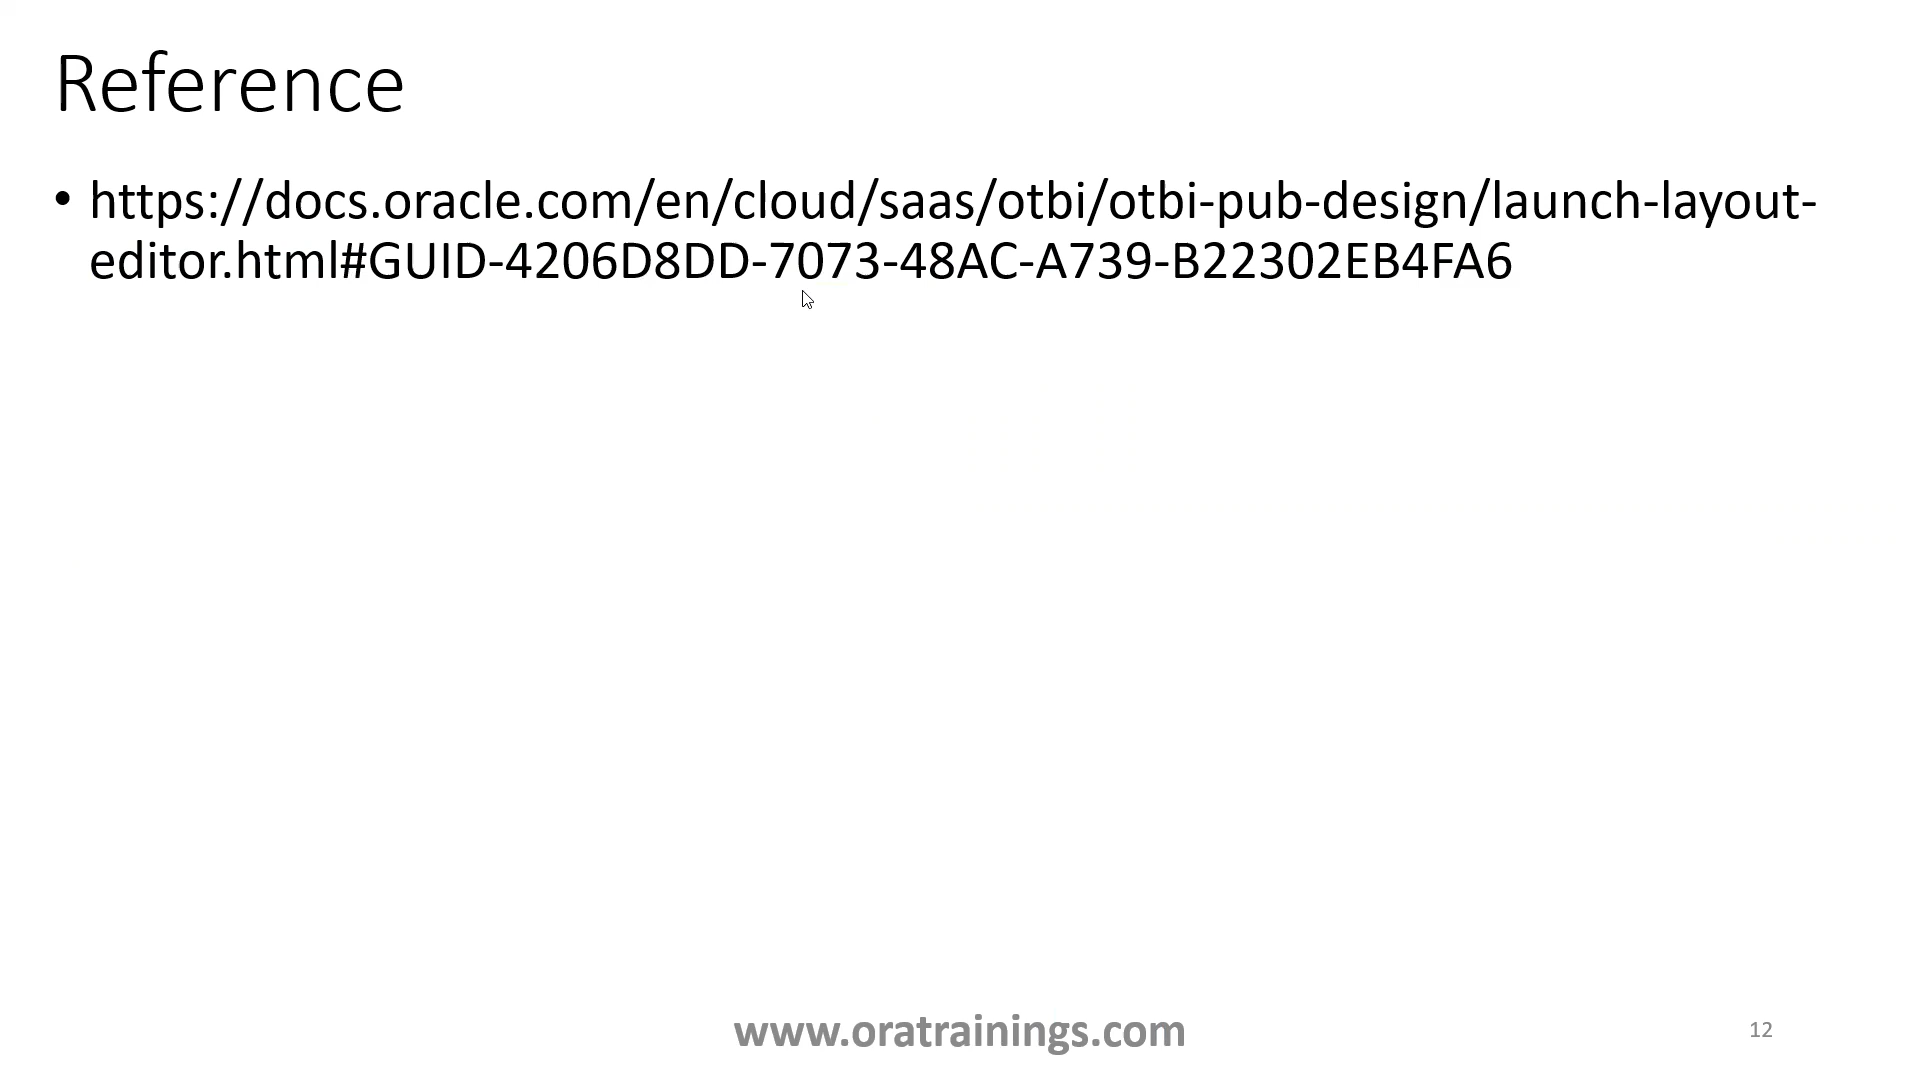 Reference
• https://docs.oracle.com/en/cloud/saas/otbi/otbi-pub-design/launch-layout-
editor.html#GUID-4206D8DD-7073-48AC-A739-B22302EB4FA6
www.oratrainings.com
12